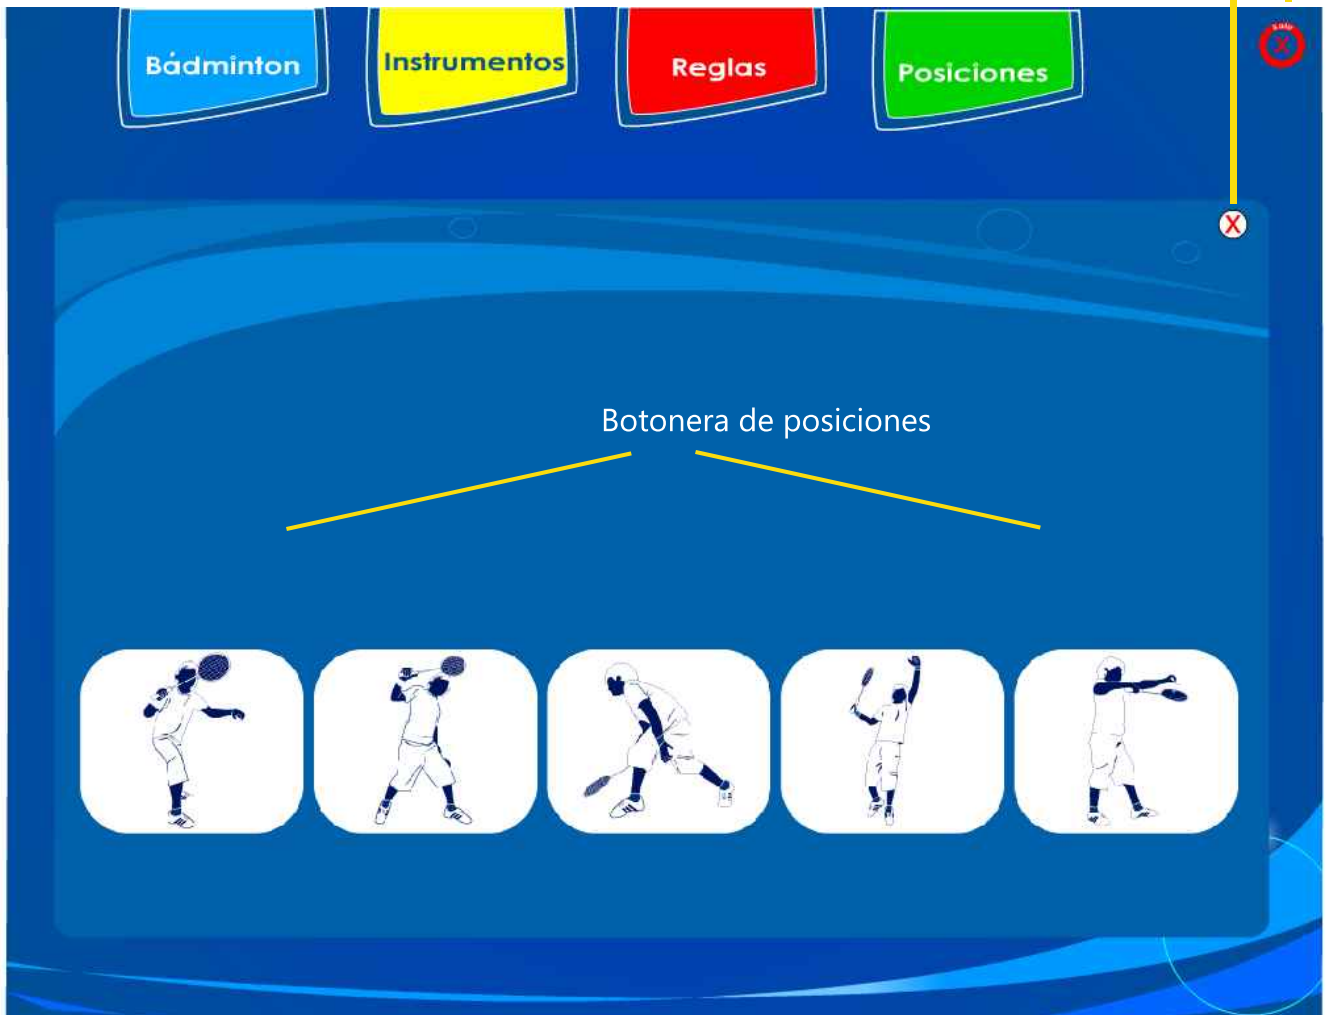 Bádminton
Instrumentos
Reglas
Posiciones
X
X
Botonera de posiciones